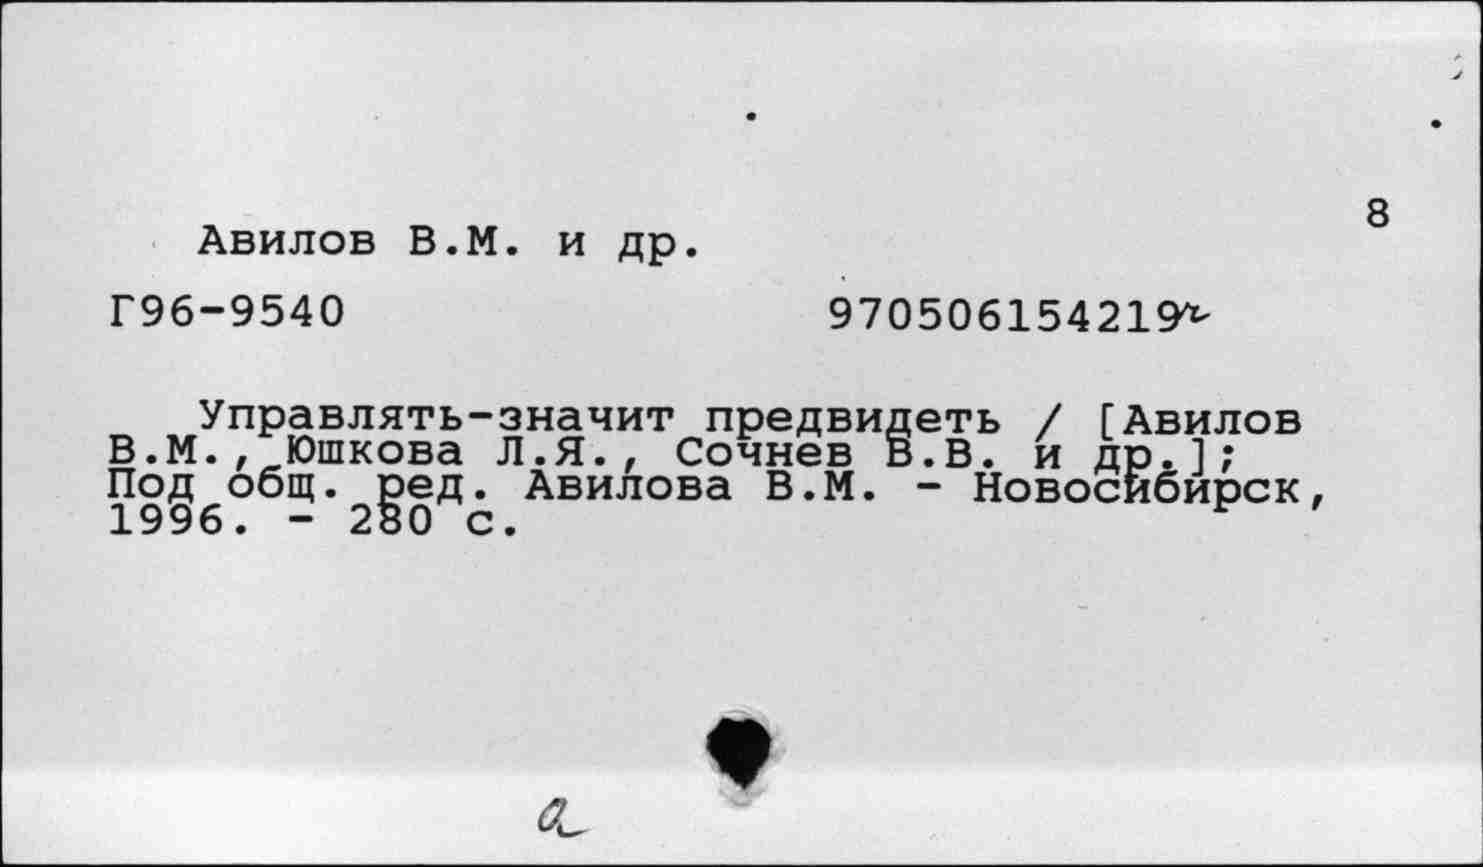 8
Авилов В.М. и др.
Г96-9540 970506154219
Управлять-значит предвидеть / [Авилов
В.М., Юшкова Л.Я., Сочнев В.В. и др.];
Под общ. ред. Авилова В.М. - Новосибирск,
1996. - 280 с.
а